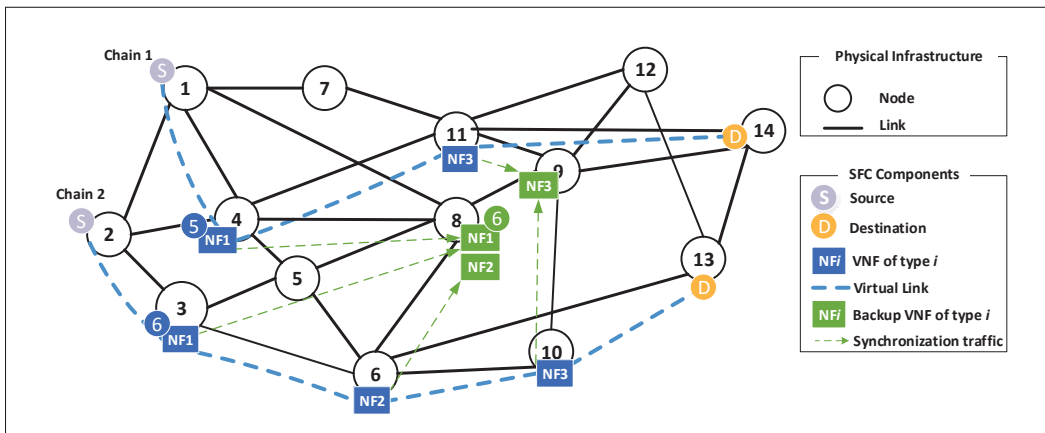 Chain 1
S
1
7
12
11
NF3
D
14
9
NF3
Chain 2
S
2
5
4
NF1
8
6
NF1
NF2
5
13
D
3
6
NF1
6
NF2
10
NF3
Physical Infrastructure
Node
Link
SFC Components
S Source
D Destination
NFi VNF of type i
Virtual Link
NFi Backup VNF of type i
Synchronization traffic